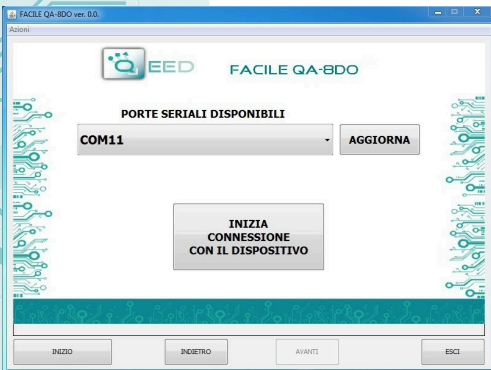 FACILE QA-8DO ver. 0.0.
Azioni
QEED FACILE QA-8DO
PORTE SERIALI DISPONIBILI
COM11 AGGIORNA
INIZIA
CONNESSIONE
CON IL DISPOSITIVO
INIZIO INDIETRO AVANTI ESCI